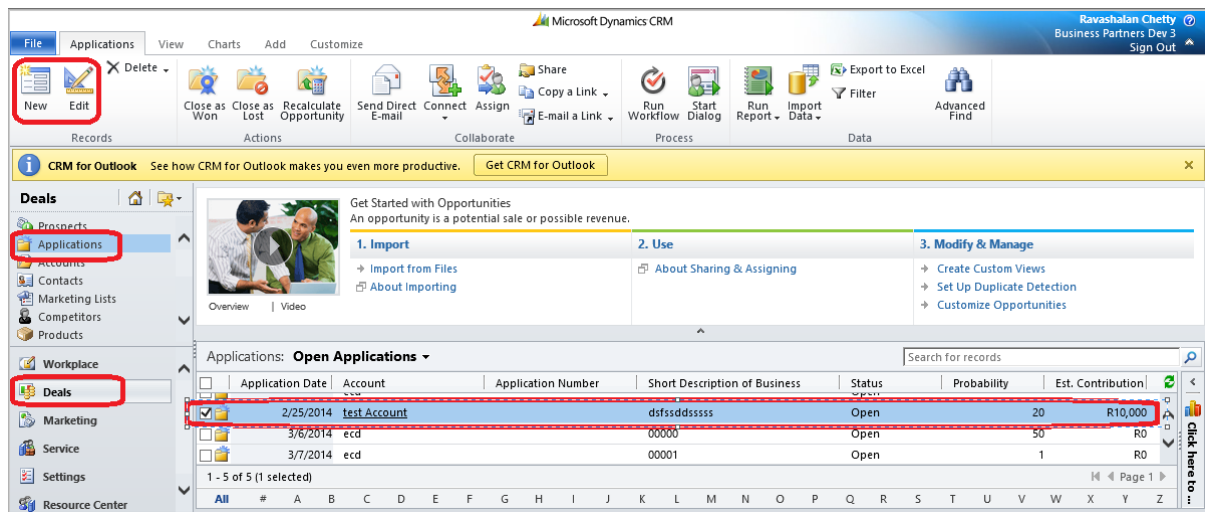 Microsoft Dynamics CRM
Ravashalan Chetty
Business Partners Dev 3
Sign Out
File Applications View Charts Add Customize
New Edit Delete
Close as Won Close as Lost Recalculate Opportunity
Send Direct E-mail Connect Assign Share Copy a Link E-mail a Link
Run Workflow Start Dialog
Run Report Import Data Export to Excel Filter Advanced Find
Records Actions Collaborate Process Data
CRM for Outlook See how CRM for Outlook makes you even more productive. Get CRM for Outlook
Deals
Prospects
Applications
Accounts
Contacts
Marketing Lists
Competitors
Products
Workplace
Deals
Marketing
Service
Settings
Resource Center
Get Started with Opportunities
An opportunity is a potential sale or possible revenue.
Overview | Video
1. Import
Import from Files
About Importing
2. Use
About Sharing & Assigning
3. Modify & Manage
Create Custom Views
Set Up Duplicate Detection
Customize Opportunities
Applications: Open Applications
Search for records
Application Date Account Application Number Short Description of Business Status Probability Est. Contribution
2/25/2014 test Account dsfssddsssss Open 20 R10,000
3/6/2014 ecd 00000 Open 50 R0
3/7/2014 ecd 00001 Open 1 R0
1 - 5 of 5 (1 selected) Page 1
All # A B C D E F G H I J K L M N O P Q R S T U V W X Y Z
Click here to ...